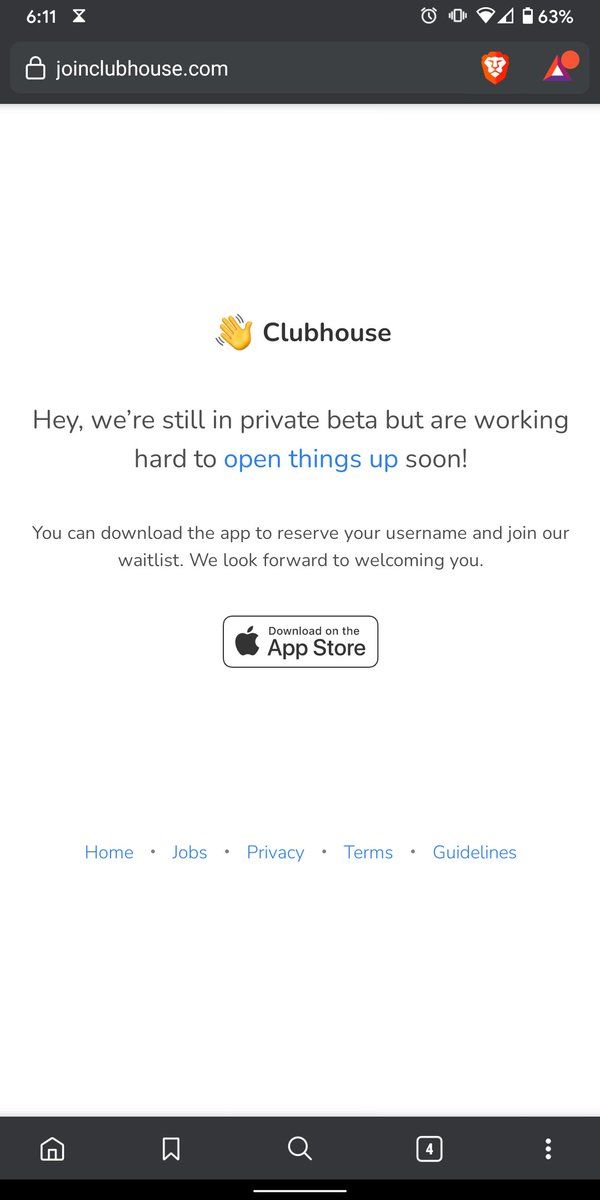 6:11 63%
joinclubhouse.com
👋 Clubhouse
Hey, we’re still in private beta but are working
hard to open things up soon!
You can download the app to reserve your username and join our
waitlist. We look forward to welcoming you.
Download on the
App Store
Home • Jobs • Privacy • Terms • Guidelines
4